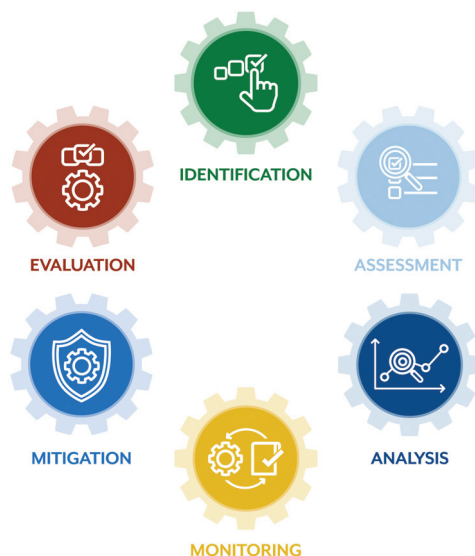 IDENTIFICATION
EVALUATION
ASSESSMENT
MITIGATION
ANALYSIS
MONITORING